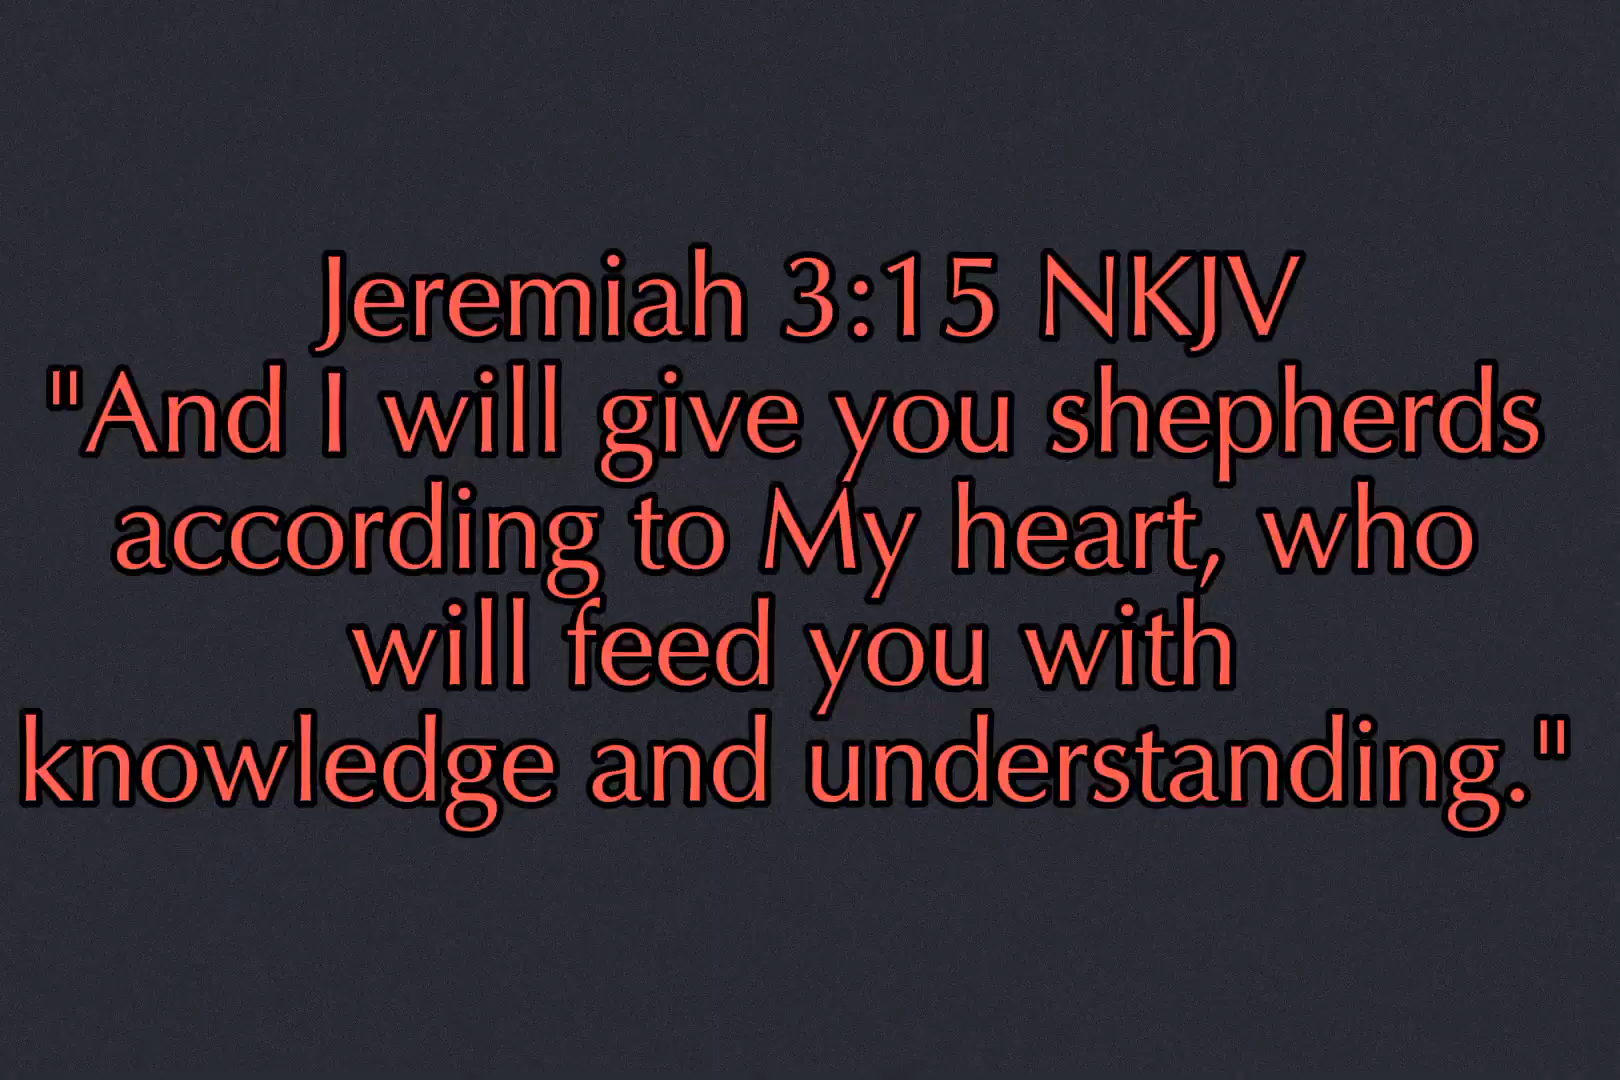 Jeremiah 3:15 NKJV
"And I will give you shepherds
according to My heart, who
will feed you with
knowledge and understanding."